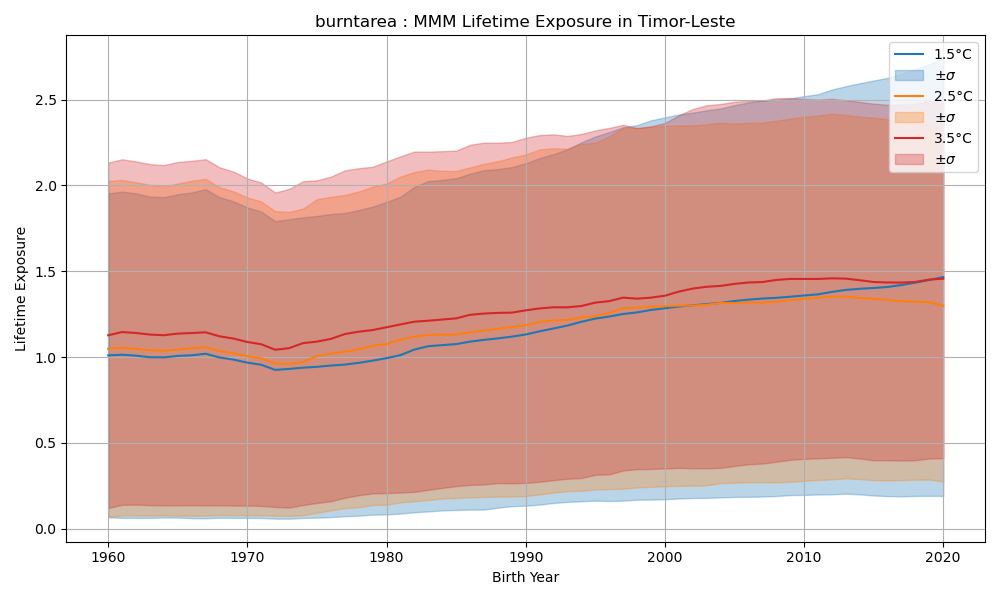 burntarea : MMM Lifetime Exposure in Timor-Leste
Lifetime Exposure
2.5
2.0
1.5
1.0
0.5
0.0
1960 1970 1980 1990 2000 2010 2020
Birth Year
1.5°C
±σ
2.5°C
±σ
3.5°C
±σ